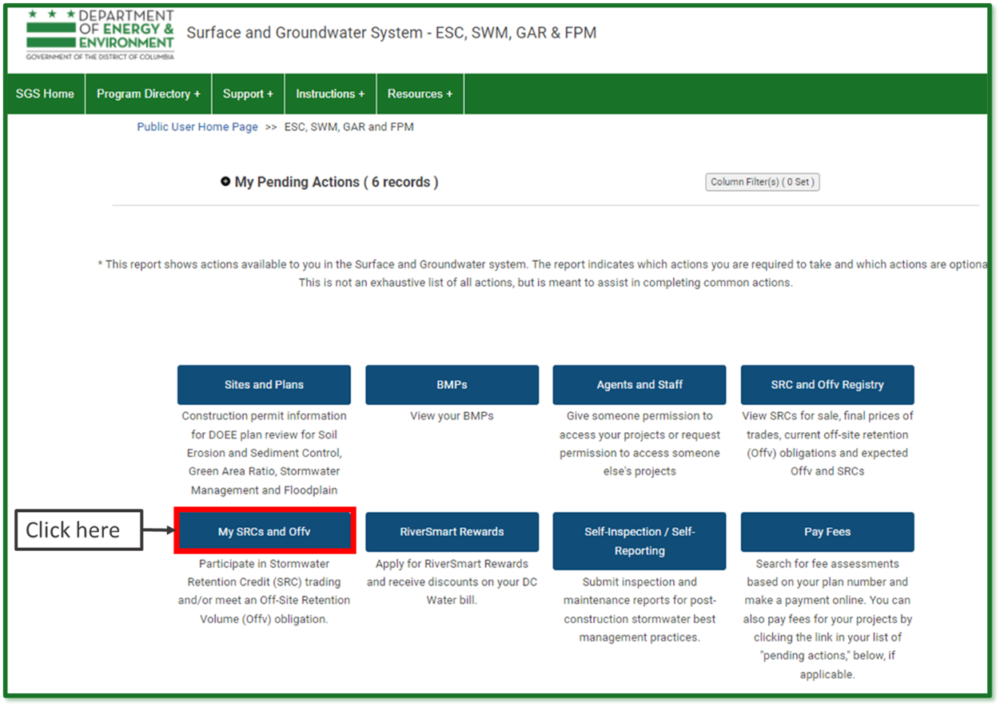 DEPARTMENT
OF ENERGY &
ENVIRONMENT
GOVERNMENT OF THE DISTRICT OF COLUMBIA
Surface and Groundwater System - ESC, SWM, GAR & FPM
SGS Home
Program Directory +
Support +
Instructions +
Resources +
Public User Home Page >> ESC, SWM, GAR and FPM
My Pending Actions ( 6 records )
Column Filter(s) ( 0 Set )
* This report shows actions available to you in the Surface and Groundwater system. The report indicates which actions you are required to take and which actions are optiona
This is not an exhaustive list of all actions, but is meant to assist in completing common actions.
Sites and Plans
Construction permit information
for DOEE plan review for Soil
Erosion and Sediment Control,
Green Area Ratio, Stormwater
Management and Floodplain
BMPs
View your BMPs
Agents and Staff
Give someone permission to
access your projects or request
permission to access someone
else's projects
SRC and Offv Registry
View SRCs for sale, final prices of
trades, current off-site retention
(Offv) obligations and expected
Offv and SRCs
Click here
My SRCs and Offv
Participate in Stormwater
Retention Credit (SRC) trading
and/or meet an Off-Site Retention
Volume (Offv) obligation.
RiverSmart Rewards
Apply for RiverSmart Rewards
and receive discounts on your DC
Water bill.
Self-Inspection / Self-
Reporting
Submit inspection and
maintenance reports for post-
construction stormwater best
management practices.
Pay Fees
Search for fee assessments
based on your plan number and
make a payment online. You can
also pay fees for your projects by
clicking the link in your list of
"pending actions," below, if
applicable.